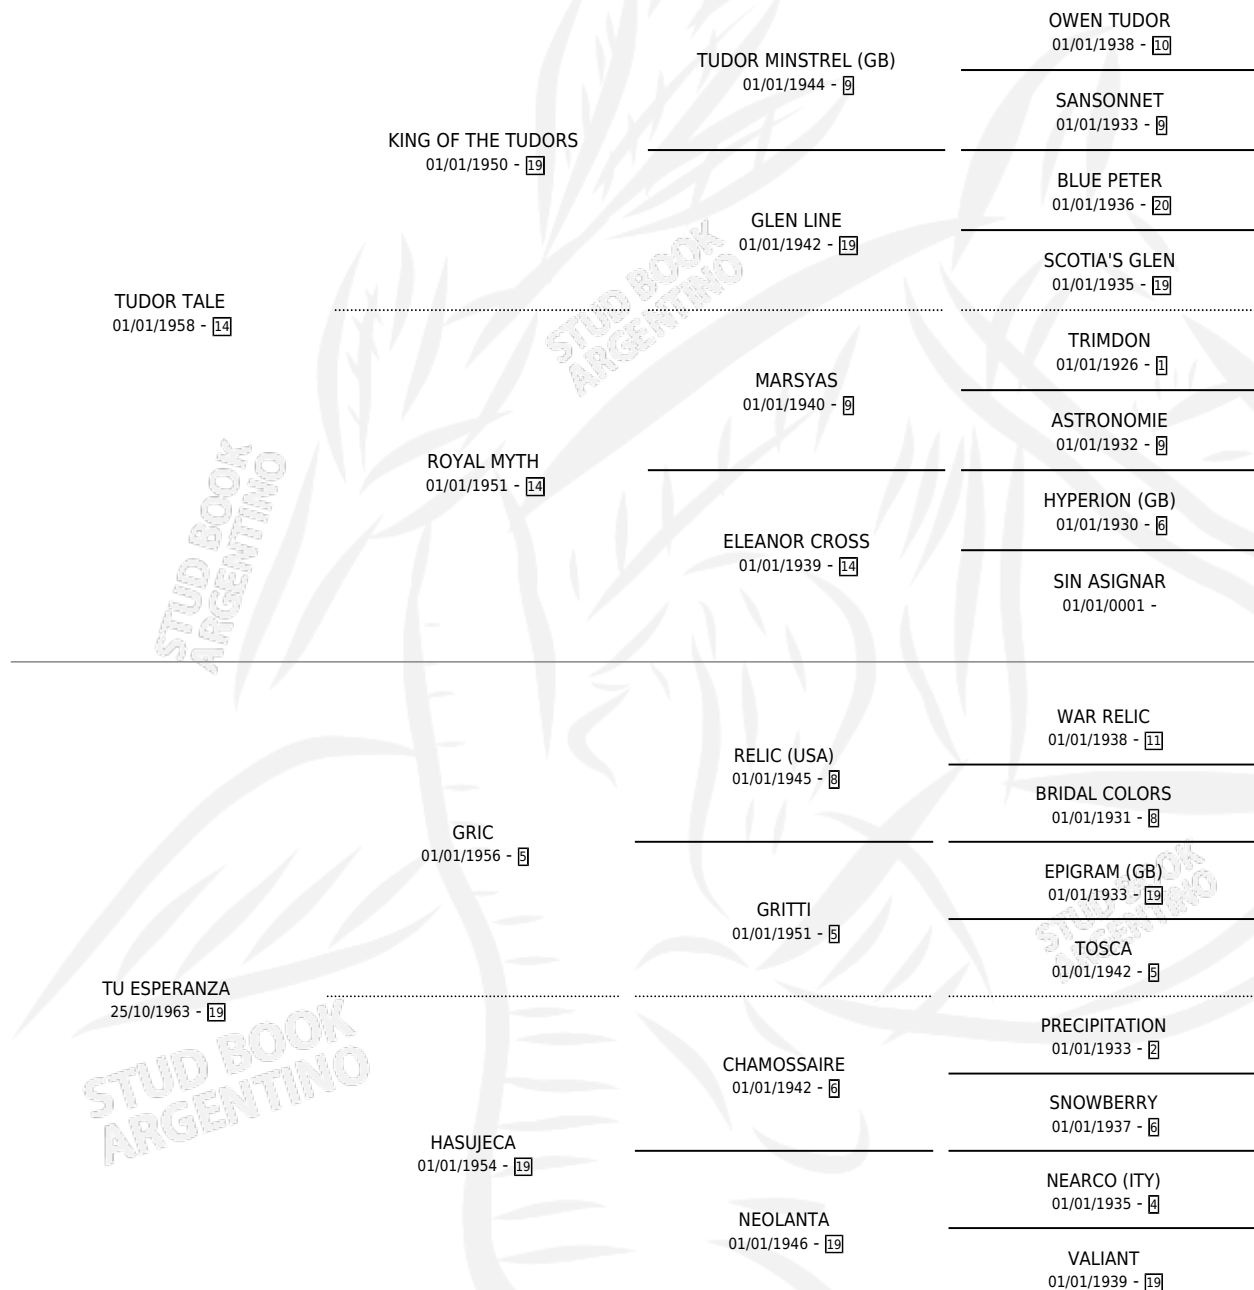 OWEN TUDOR
01/01/1938 - 10
TUDOR MINSTREL (GB)
01/01/1944 - 9
SANSONNET
01/01/1933 - 9
KING OF THE TUDORS
01/01/1950 - 19
BLUE PETER
01/01/1936 - 20
GLEN LINE
01/01/1942 - 19
SCOTIA'S GLEN
01/01/1935 - 19
TUDOR TALE
01/01/1958 - 14
TRIMDON
01/01/1926 - 1
MARSYAS
01/01/1940 - 9
ASTRONOMIE
01/01/1932 - 9
ROYAL MYTH
01/01/1951 - 14
HYPERION (GB)
01/01/1930 - 6
ELEANOR CROSS
01/01/1939 - 14
SIN ASIGNAR
01/01/0001 -
WAR RELIC
01/01/1938 - 11
RELIC (USA)
01/01/1945 - 8
BRIDAL COLORS
01/01/1931 - 8
GRIC
01/01/1956 - 5
EPIGRAM (GB)
01/01/1933 - 19
GRITTI
01/01/1951 - 5
TOSCA
01/01/1942 - 5
TU ESPERANZA
25/10/1963 - 19
PRECIPITATION
01/01/1933 - 2
CHAMOSSAIRE
01/01/1942 - 6
SNOWBERRY
01/01/1937 - 6
HASUJECA
01/01/1954 - 19
NEARCO (ITY)
01/01/1935 - 4
NEOLANTA
01/01/1946 - 19
VALIANT
01/01/1939 - 19
STUD BOOK
ARGENTINO
STUD BOOK
ARGENTINO
STUD BOOK
ARGENTINO
STUD BOOK
ARGENTINO